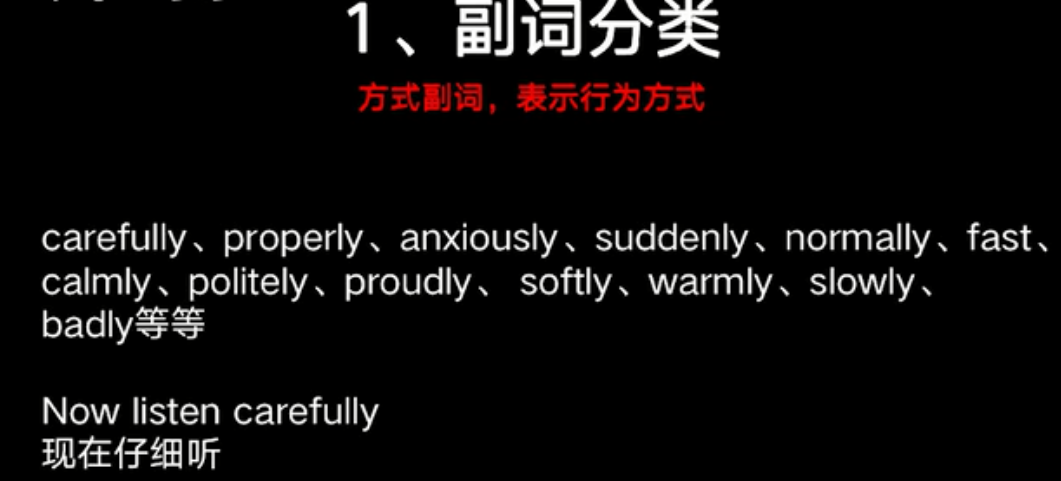 1、副词分类
方式副词，表示行为方式
carefully、properly、anxiously、suddenly、normally、fast、
calmly、politely、proudly、 softly、warmly、slowly、
badly等等
Now listen carefully
现在仔细听